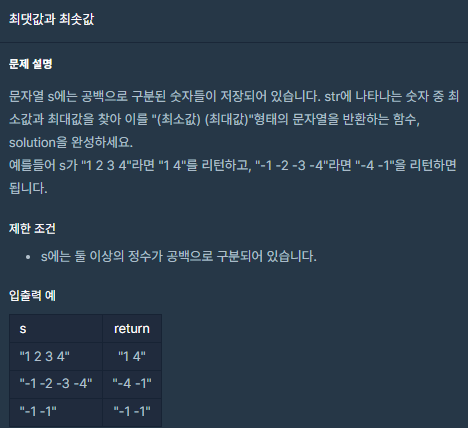 최댓값과 최솟값
문제 설명
문자열 s에는 공백으로 구분된 숫자들이 저장되어 있습니다. str에 나타나는 숫자 중 최
소값과 최대값을 찾아 이를 "(최소값) (최대값)"형태의 문자열을 반환하는 함수,
solution을 완성하세요.
예를들어 s가 "1 2 3 4"라면 "1 4"를 리턴하고, "-1 -2 -3 -4"라면 "-4 -1"을 리턴하면
됩니다.
제한 조건
• s에는 둘 이상의 정수가 공백으로 구분되어 있습니다.
입출력 예
s return
"1 2 3 4" "1 4"
"-1 -2 -3 -4" "-4 -1"
"-1 -1" "-1 -1"